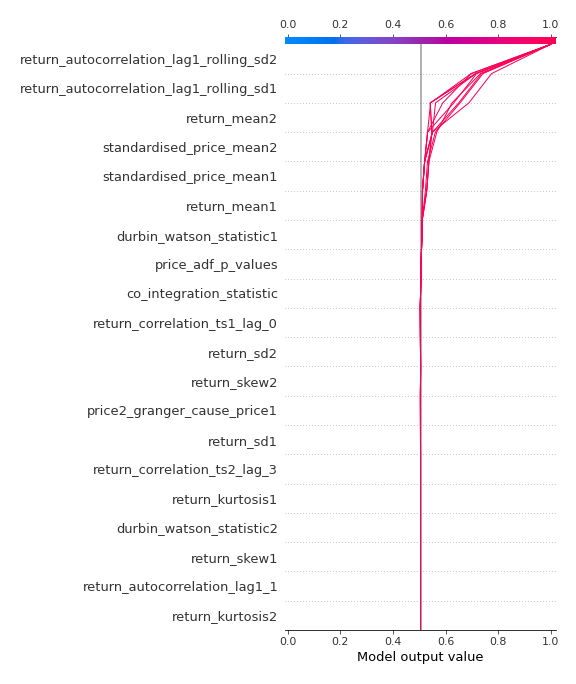 0.0 0.2 0.4 0.6 0.8 1.0
return_autocorrelation_lag1_rolling_sd2
return_autocorrelation_lag1_rolling_sd1
return_mean2
standardised_price_mean2
standardised_price_mean1
return_mean1
durbin_watson_statistic1
price_adf_p_values
co_integration_statistic
return_correlation_ts1_lag_0
return_sd2
return_skew2
price2_granger_cause_price1
return_sd1
return_correlation_ts2_lag_3
return_kurtosis1
durbin_watson_statistic2
return_skew1
return_autocorrelation_lag1_1
return_kurtosis2
0.0 0.2 0.4 0.6 0.8 1.0
Model output value